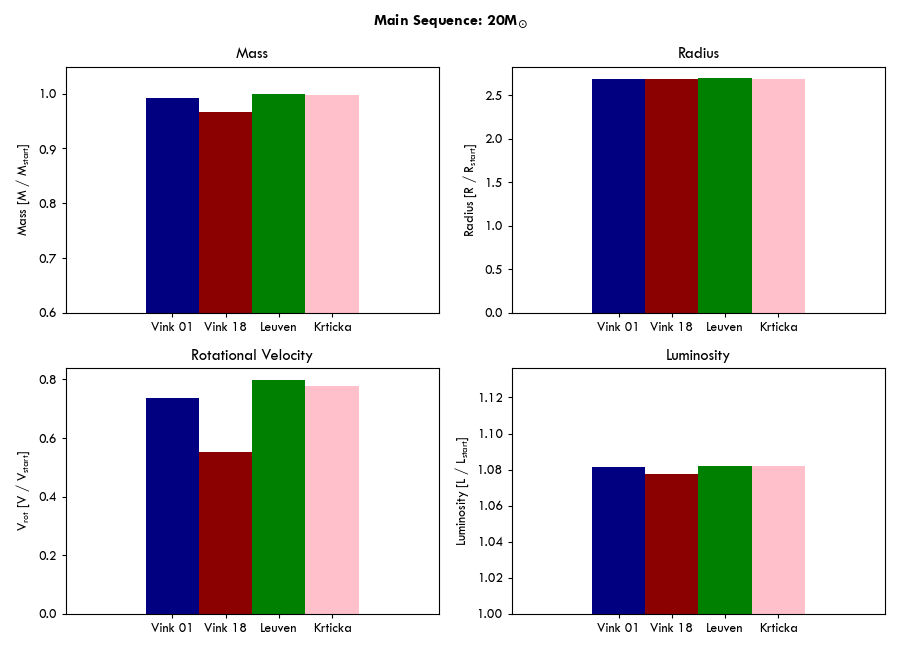 Main Sequence: 20M☉
Mass
Mass [M / Mstart]
1.0
0.9
0.8
0.7
0.6
Vink 01 Vink 18 Leuven Krticka
Radius
Radius [R / Rstart]
2.5
2.0
1.5
1.0
0.5
0.0
Vink 01 Vink 18 Leuven Krticka
Rotational Velocity
Vrot [V / Vstart]
0.8
0.6
0.4
0.2
0.0
Vink 01 Vink 18 Leuven Krticka
Luminosity
Luminosity [L / Lstart]
1.12
1.10
1.08
1.06
1.04
1.02
1.00
Vink 01 Vink 18 Leuven Krticka